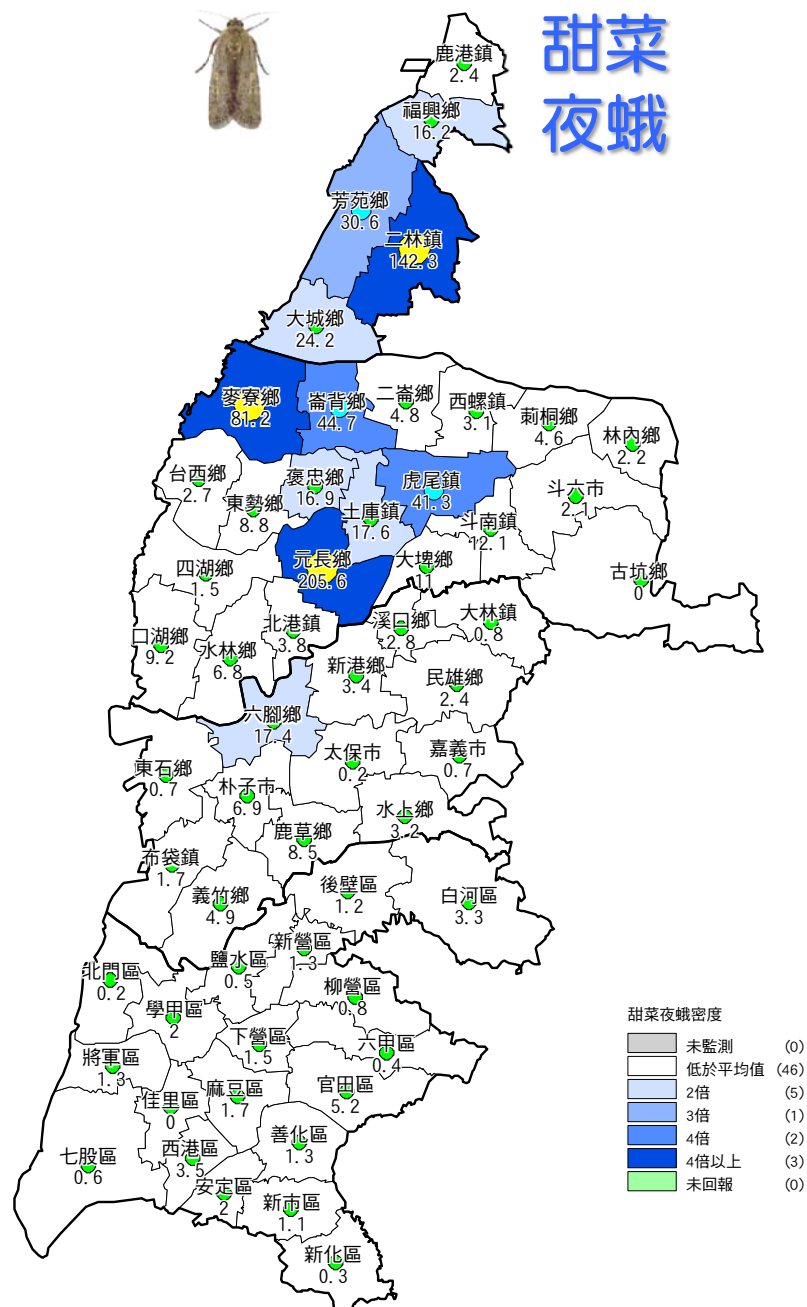 甜菜
夜蛾
鹿港鎮
2.4
福興鄉
16.2
芳苑鄉
30.6
二林鎮
142.3
大城鄉
24.2
麥寮鄉
81.2
崙背鄉
44.7
二崙鄉
4.8
西螺鎮
3.1
莿桐鄉
4.6
林內鄉
2.2
台西鄉
2.7
東勢鄉
8.8
褒忠鄉
16.9
土庫鎮
17.6
虎尾鎮
41.3
斗南鎮
12.1
斗六市
2.1
四湖鄉
1.5
元長鄉
205.6
大埤鄉
11
古坑鄉
0
口湖鄉
9.2
水林鄉
6.8
北港鎮
3.8
溪口鄉
2.8
大林鎮
0.8
新港鄉
3.4
民雄鄉
2.4
六腳鄉
17.4
東石鄉
0.7
朴子市
6.9
太保市
0.2
嘉義市
0.7
鹿草鄉
8.5
水上鄉
3.2
布袋鎮
1.7
義竹鄉
4.9
後壁區
1.2
白河區
3.3
新營區
1.3
鹽水區
0.5
北門區
0.2
學甲區
2
柳營區
0.8
下營區
1.5
六甲區
0.4
將軍區
1.3
佳里區
0
麻豆區
1.7
官田區
5.2
七股區
0.6
西港區
3.5
善化區
1.3
安定區
2
新市區
1.1
新化區
0.3
甜菜夜蛾密度
未監測 (0)
低於平均值 (46)
2倍 (5)
3倍 (1)
4倍 (2)
4倍以上 (3)
未回報 (0)